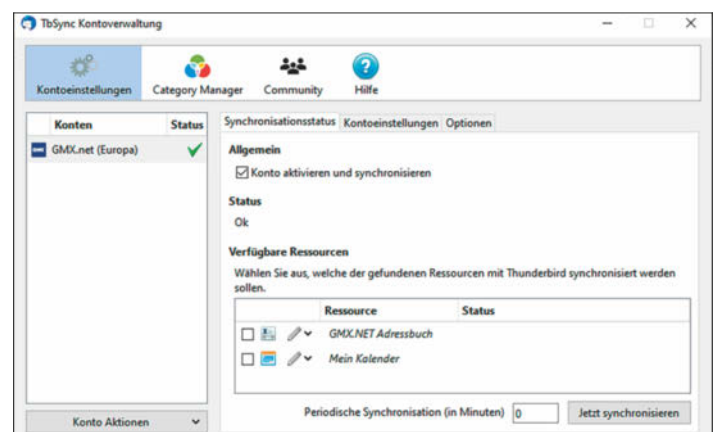 TbSync Kontoverwaltung
Kontoeinstellungen Category Manager Community Hilfe
Konten Status
GMX.net (Europa)
Synchronisationsstatus Kontoeinstellungen Optionen
Allgemein
Konto aktivieren und synchronisieren
Status
Ok
Verfügbare Ressourcen
Wählen Sie aus, welche der gefundenen Ressourcen mit Thunderbird synchronisiert werden
sollen.
Ressource Status
GMX.NET Adressbuch
Mein Kalender
Periodische Synchronisation (in Minuten) 0 Jetzt synchronisieren
Konto Aktionen